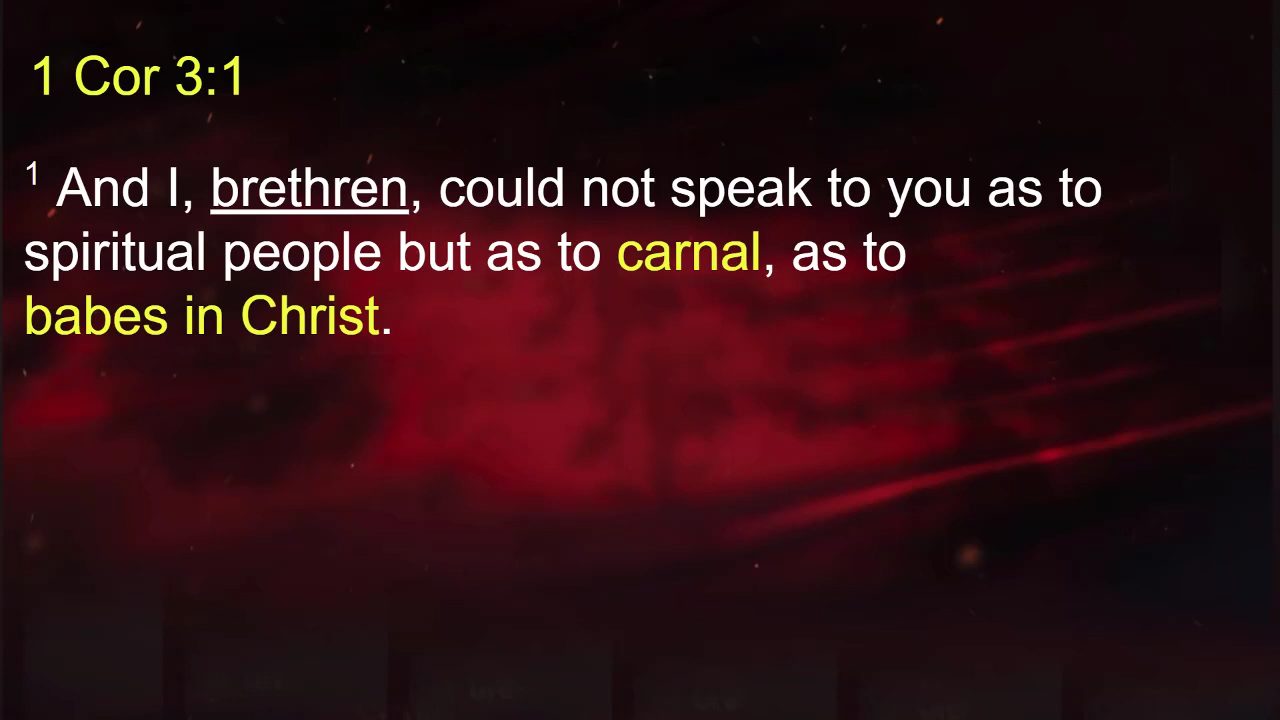 1 Cor 3:1
1 And I, brethren, could not speak to you as to
spiritual people but as to carnal, as to
babes in Christ.